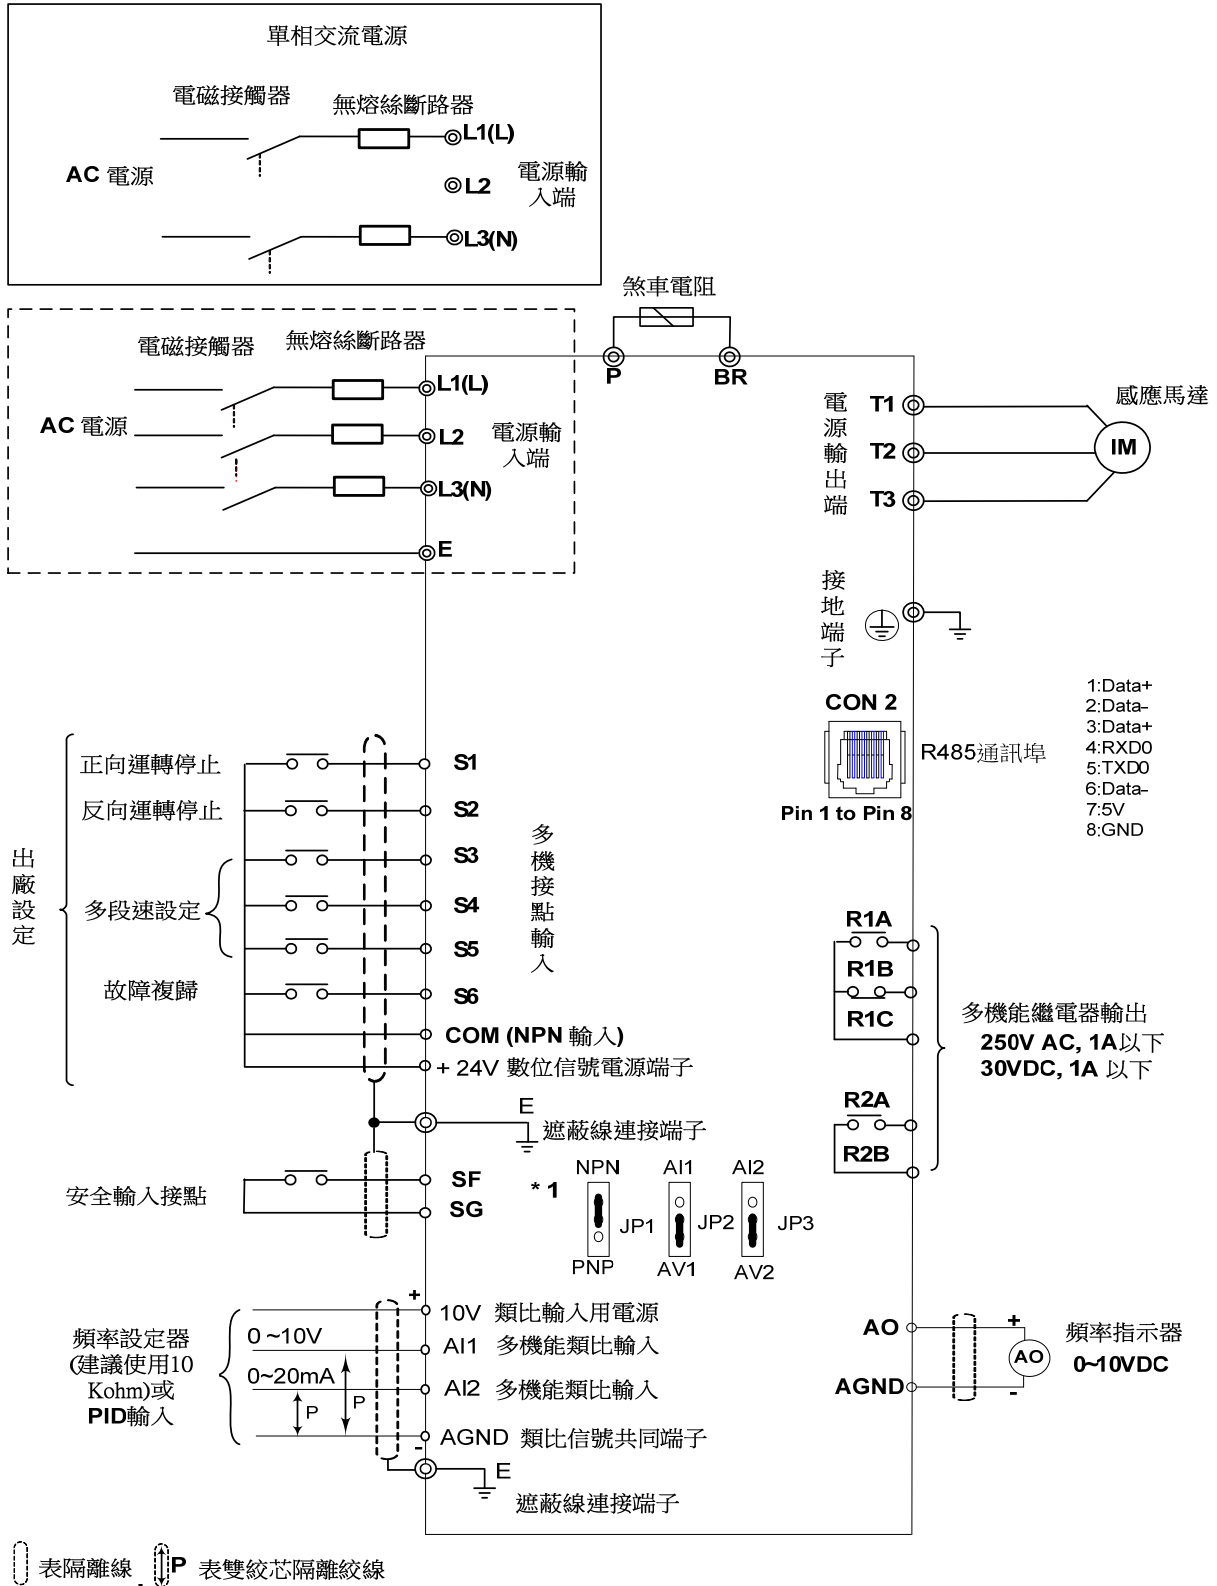 單相交流電源
電磁接觸器 無熔絲斷路器
L1(L)
AC 電源
L2
電源輸
入端
L3(N)
煞車電阻
P
BR
電磁接觸器 無熔絲斷路器
L1(L)
AC 電源
L2
電源輸
入端
L3(N)
E
電源輸出端
T1
T2
T3
感應馬達
IM
接地端子
CON 2
R485通訊埠
Pin 1 to Pin 8
1:Data+
2:Data-
3:Data+
4:RXD0
5:TXD0
6:Data-
7:5V
8:GND
出廠設定
正向運轉停止
S1
反向運轉停止
S2
S3
多段速設定
S4
S5
故障複歸
S6
多機接點輸入
COM (NPN 輸入)
+ 24V 數位信號電源端子
E
遮蔽線連接端子
R1A
R1B
R1C
R2A
R2B
多機能繼電器輸出
250V AC, 1A以下
30VDC, 1A 以下
安全輸入接點
SF
SG
* 1
NPN
JP1
PNP
AI1
JP2
AV1
AI2
JP3
AV2
頻率設定器
(建議使用10
Kohm)或
PID輸入
+
10V 類比輸入用電源
0 ~10V
AI1 多機能類比輸入
0~20mA
AI2 多機能類比輸入
P
P
AGND 類比信號共同端子
-
E
遮蔽線連接端子
AO
AGND
+
AO
-
頻率指示器
0~10VDC
表隔離線 . P 表雙絞芯隔離絞線